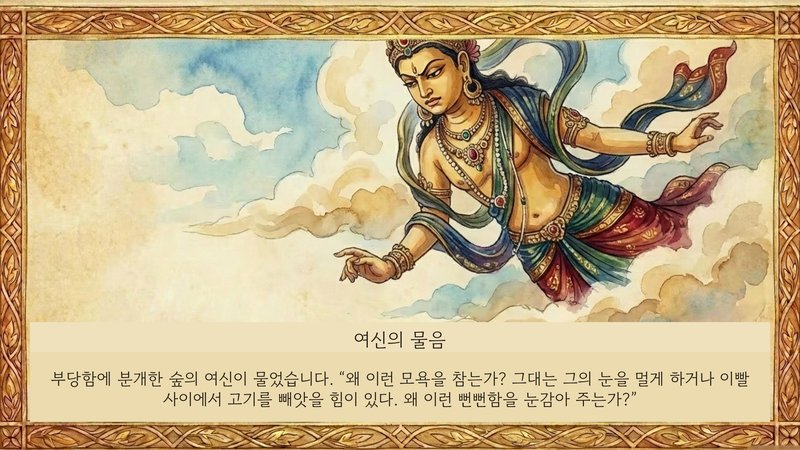 여신의 물음
부당함에 분개한 숲의 여신이 물었습니다. “왜 이런 모욕을 참는가? 그대는 그의 눈을 멀게 하거나 이빨
사이에서 고기를 빼앗을 힘이 있다. 왜 이런 뻔뻔함을 눈감아 주는가?”